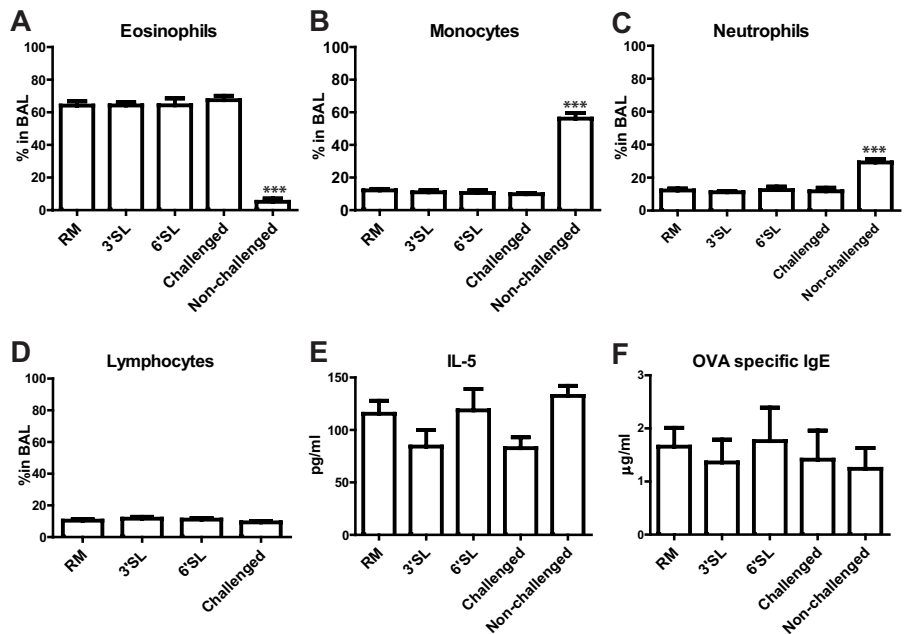 A
Eosinophils
% in BAL
100
80
60
40
20
0
***
RM
3'SL
6'SL
Challenged
Non-challenged
B
Monocytes
% in BAL
100
80
60
40
20
0
***
RM
3'SL
6'SL
Challenged
Non-challenged
C
Neutrophils
%in BAL
100
80
60
40
20
0
***
RM
3'SL
6'SL
Challenged
Non-challenged
D
Lymphocytes
%in BAL
100
80
60
40
20
0
RM
3'SL
6'SL
Challenged
E
IL-5
pg/ml
150
100
50
0
RM
3'SL
6'SL
Challenged
Non-challenged
F
OVA specific IgE
µg/ml
3
2
1
0
RM
3'SL
6'SL
Challenged
Non-challenged